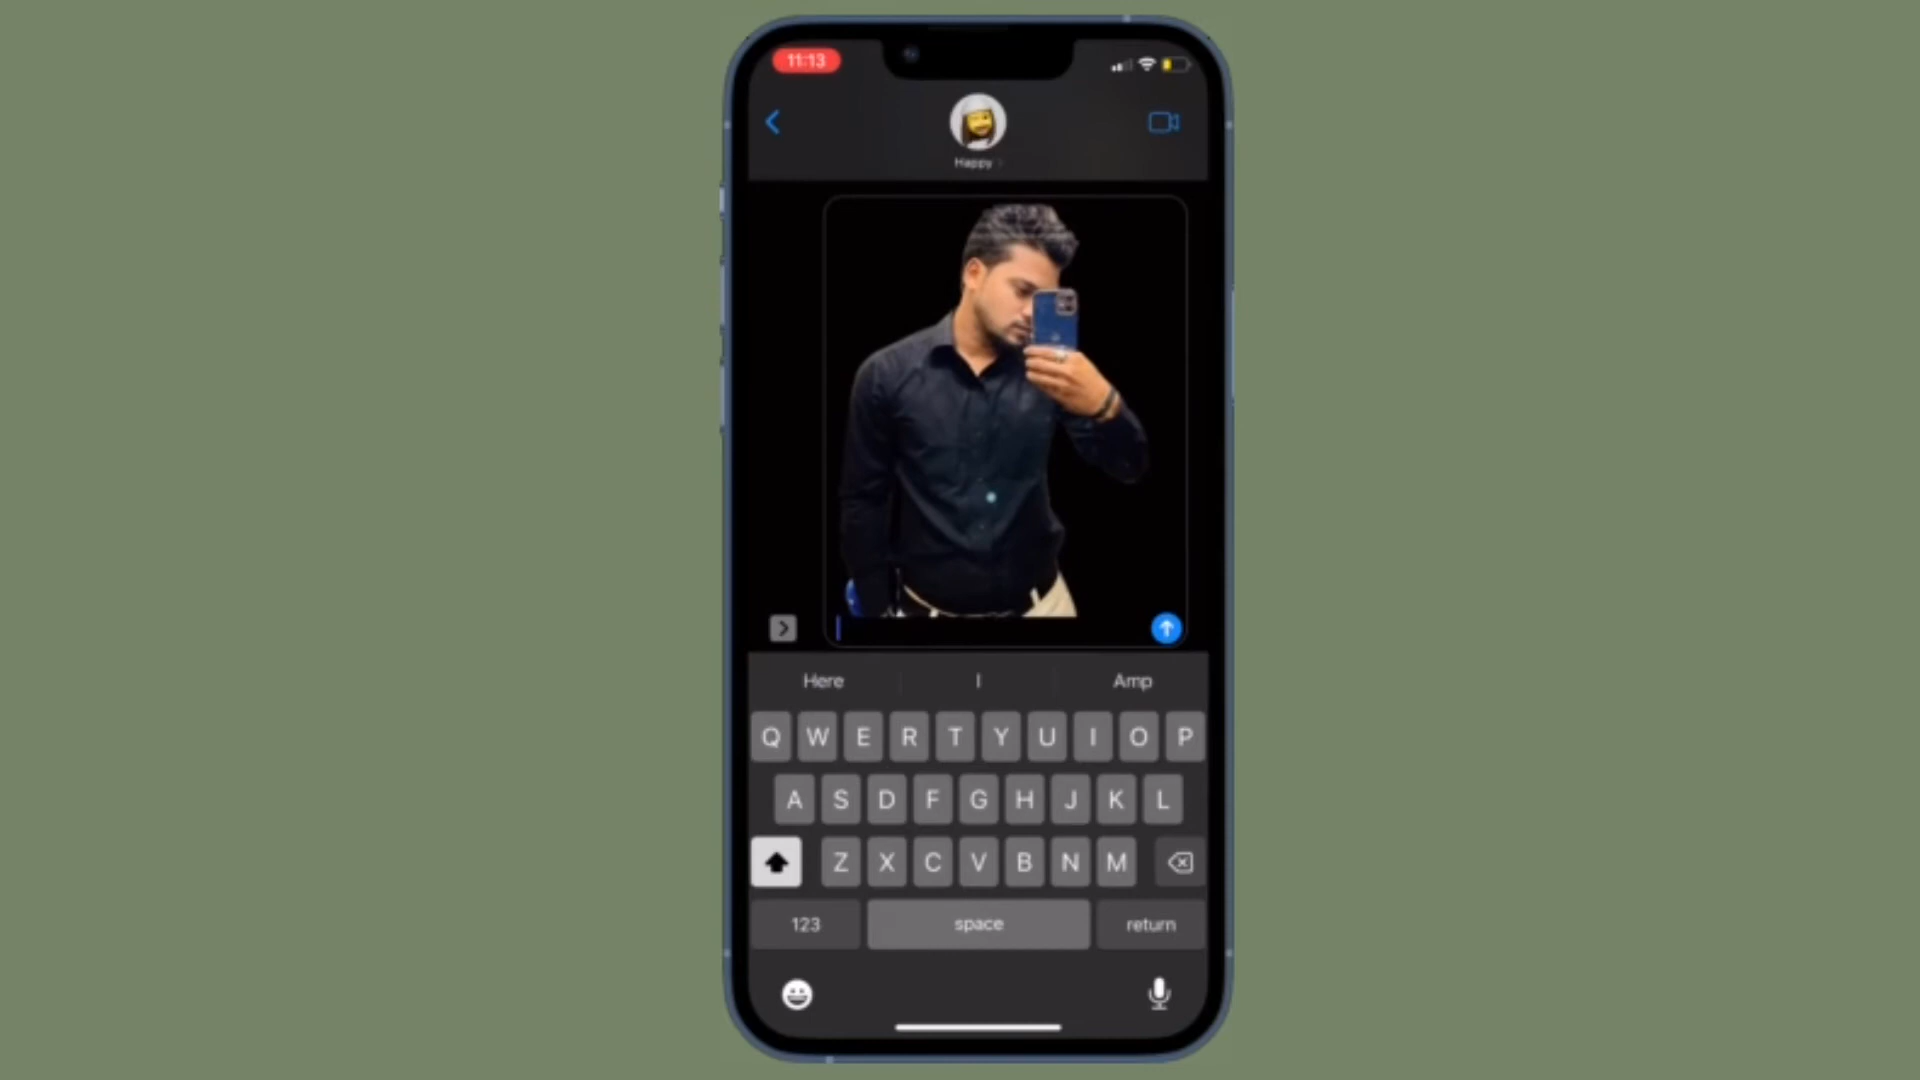 11:13
Happy
Here I Amp
Q W E R T Y U I O P
A S D F G H J K L
Z X C V B N M
123 space return